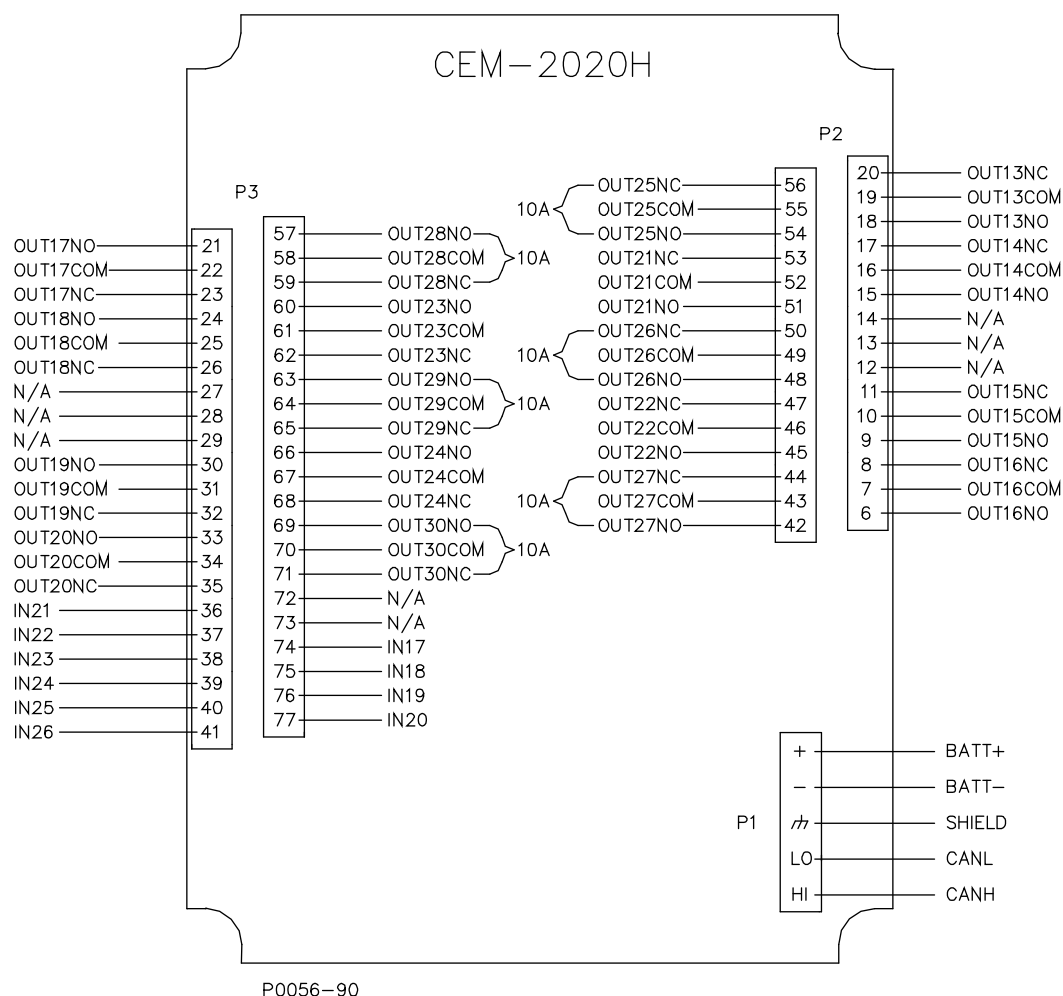 CEM-2020H
P2
P3
OUT17NO 21
OUT17COM 22
OUT17NC 23
OUT18NO 24
OUT18COM 25
OUT18NC 26
N/A 27
N/A 28
N/A 29
OUT19NO 30
OUT19COM 31
OUT19NC 32
OUT20NO 33
OUT20COM 34
OUT20NC 35
IN21 36
IN22 37
IN23 38
IN24 39
IN25 40
IN26 41
57 OUT28NO
58 OUT28COM 10A
59 OUT28NC
60 OUT23NO
61 OUT23COM
62 OUT23NC
63 OUT29NO
64 OUT29COM 10A
65 OUT29NC
66 OUT24NO
67 OUT24COM
68 OUT24NC
69 OUT30NO
70 OUT30COM 10A
71 OUT30NC
72 N/A
73 N/A
74 IN17
75 IN18
76 IN19
77 IN20
OUT25NC 56
10A OUT25COM 55
OUT25NO 54
OUT21NC 53
OUT21COM 52
OUT21NO 51
OUT26NC 50
10A OUT26COM 49
OUT26NO 48
OUT22NC 47
OUT22COM 46
OUT22NO 45
OUT27NC 44
10A OUT27COM 43
OUT27NO 42
20 OUT13NC
19 OUT13COM
18 OUT13NO
17 OUT14NC
16 OUT14COM
15 OUT14NO
14 N/A
13 N/A
12 N/A
11 OUT15NC
10 OUT15COM
9 OUT15NO
8 OUT16NC
7 OUT16COM
6 OUT16NO
P1
+ BATT+
− BATT−
SHIELD
LO CANL
HI CANH
P0056-90